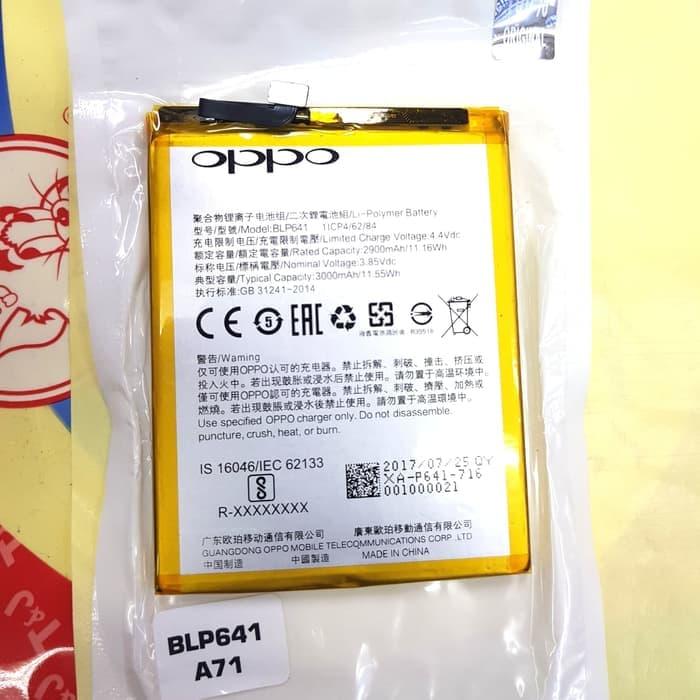 ORIGINAL
oppo
聚合物锂离子电池组/二次鋰電池組/Li-Polymer Battery
型号/型號/Model:BLP641 1ICP4/62/84
充电限制电压/充電限制電壓/Limited Charge Voltage:4.4Vdc
额定容量/額定容量/Rated Capacity:2900mAh/11.16Wh
标称电压/標稱電壓/Nominal Voltage:3.85Vdc
典型容量/Typical Capacity:3000mAh/11.55Wh
执行标准:GB 31241-2014
CE 5 EAC
R39518
警告/Warning
仅可使用OPPO认可的充电器。禁止拆解、刺破、撞击、挤压或
投入火中。若出现鼓胀或浸水后禁止使用。请勿置于高温环境中。
僅可使用OPPO認可的充電器。禁止拆解、刺破、擠壓、加熱或
燃燒。若出現鼓脹或浸水後禁止使用。請勿置于高溫環境中。
Use specified OPPO charger only. Do not disassemble,
puncture, crush, heat, or burn.
IS 16046/IEC 62133
R-XXXXXXXX
2017/07/25 QY
XA-P641-716
001000021
广东欧珀移动通信有限公司 廣東歐珀移動通信有限公司
GUANGDONG OPPO MOBILE TELECOMMUNICATIONS CORP .,LTD
中国制造 中國製造 MADE IN CHINA
BLP641
A71
J&T